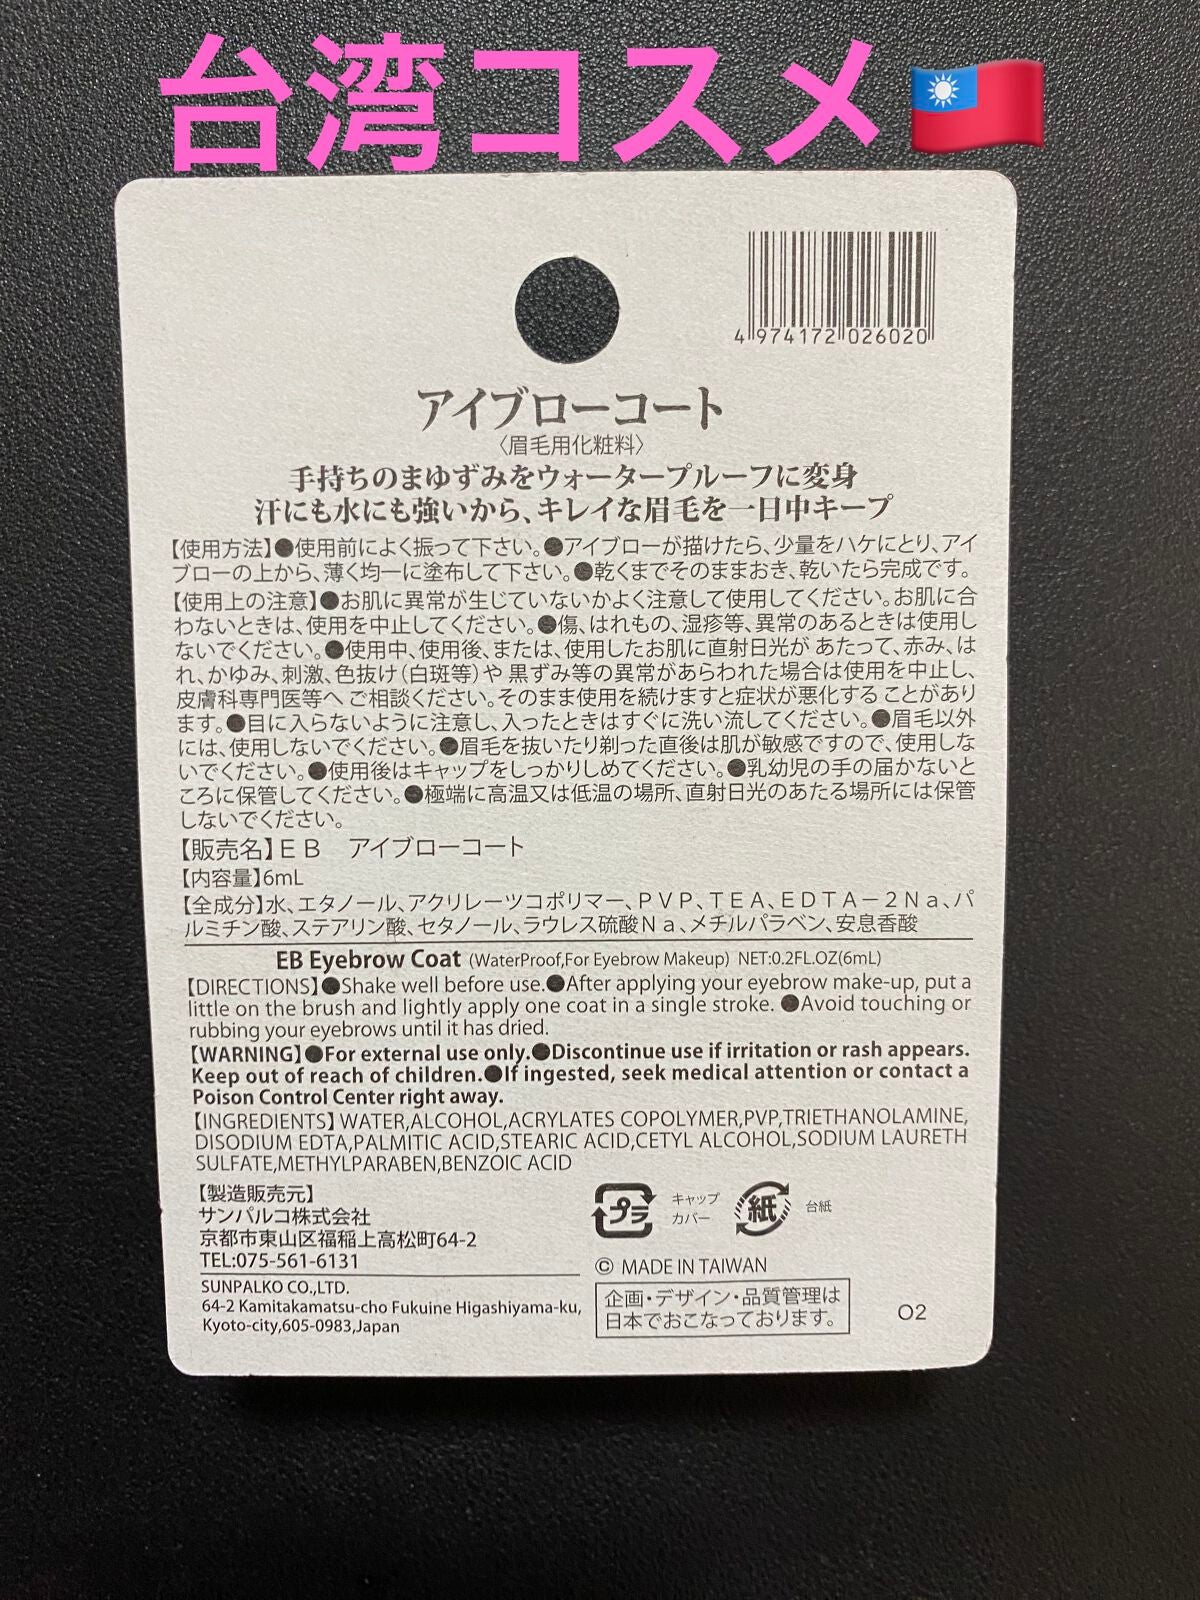 台湾コスメ🇹🇼
4 974172 026020
アイブローコート
〈眉毛用化粧料〉
手持ちのまゆずみをウォータープルーフに変身
汗にも水にも強いから、キレイな眉毛を一日中キープ
【使用方法】●使用前によく振って下さい。●アイブローが描けたら、少量をハケにとり、アイ
ブローの上から、薄く均一に塗布して下さい。●乾くまでそのままおき、乾いたら完成です。
【使用上の注意】●お肌に異常が生じていないかよく注意して使用してください。お肌に合
わないときは、使用を中止してください。●傷、はれもの、湿疹等、異常のあるときは使用し
ないでください。●使用中、使用後、または、使用したお肌に直射日光が あたって、赤み、は
れ、かゆみ、刺激、色抜け(白斑等)や 黒ずみ等の異常があらわれた場合は使用を中止し、
皮膚科専門医等へ ご相談ください。そのまま使用を続けますと症状が悪化する ことがあり
ます。●目に入らないように注意し、入ったときはすぐに洗い流してください。●眉毛以外
には、使用しないでください。●眉毛を抜いたり剃った直後は肌が敏感ですので、使用しな
いでください。●使用後はキャップをしっかりしめてください。●乳幼児の手の届かないと
ころに保管してください。●極端に高温又は低温の場所、直射日光のあたる場所には保管
しないでください。
【販売名】ＥＢ　アイブローコート
【内容量】6mL
【全成分】水、エタノール、アクリレーツコポリマー、ＰＶＰ、ＴＥＡ、ＥＤＴＡ－２Ｎａ、パ
ルミチン酸、ステアリン酸、セタノール、ラウレス硫酸Ｎａ、メチルパラベン、安息香酸
EB Eyebrow Coat (WaterProof,For Eyebrow Makeup) NET:0.2FL.OZ(6mL)
【DIRECTIONS】●Shake well before use.●After applying your eyebrow make-up, put a
little on the brush and lightly apply one coat in a single stroke. ●Avoid touching or
rubbing your eyebrows until it has dried.
【WARNING】●For external use only.●Discontinue use if irritation or rash appears.
Keep out of reach of children.●If ingested, seek medical attention or contact a
Poison Control Center right away.
【INGREDIENTS】WATER,ALCOHOL,ACRYLATES COPOLYMER,PVP,TRIETHANOLAMINE,
DISODIUM EDTA,PALMITIC ACID,STEARIC ACID,CETYL ALCOHOL,SODIUM LAURETH
SULFATE,METHYLPARABEN,BENZOIC ACID
【製造販売元】
サンパルコ株式会社
京都市東山区福稲上高松町64-2
TEL:075-561-6131
SUNPALKO CO.,LTD.
64-2 Kamitakamatsu-cho Fukuine Higashiyama-ku,
Kyoto-city,605-0983,Japan
プラ キャップ
カバー
紙 台紙
© MADE IN TAIWAN
企画・デザイン・品質管理は
日本でおこなっております。
O2